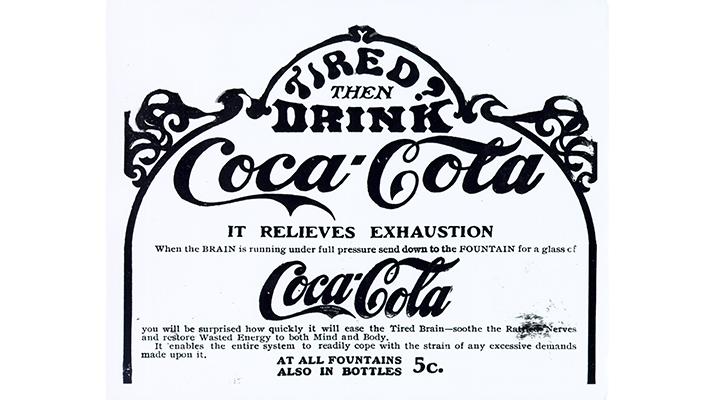 TIRED?
THEN
DRINK
Coca-Cola
IT RELIEVES EXHAUSTION
When the BRAIN is running under full pressure send down to the FOUNTAIN for a glass of
Coca-Cola
you will be surprised how quickly it will ease the Tired Brain—soothe the Rattled Nerves
and restore Wasted Energy to both Mind and Body.
It enables the entire system to readily cope with the strain of any excessive demands
made upon it.
AT ALL FOUNTAINS
ALSO IN BOTTLES 5c.